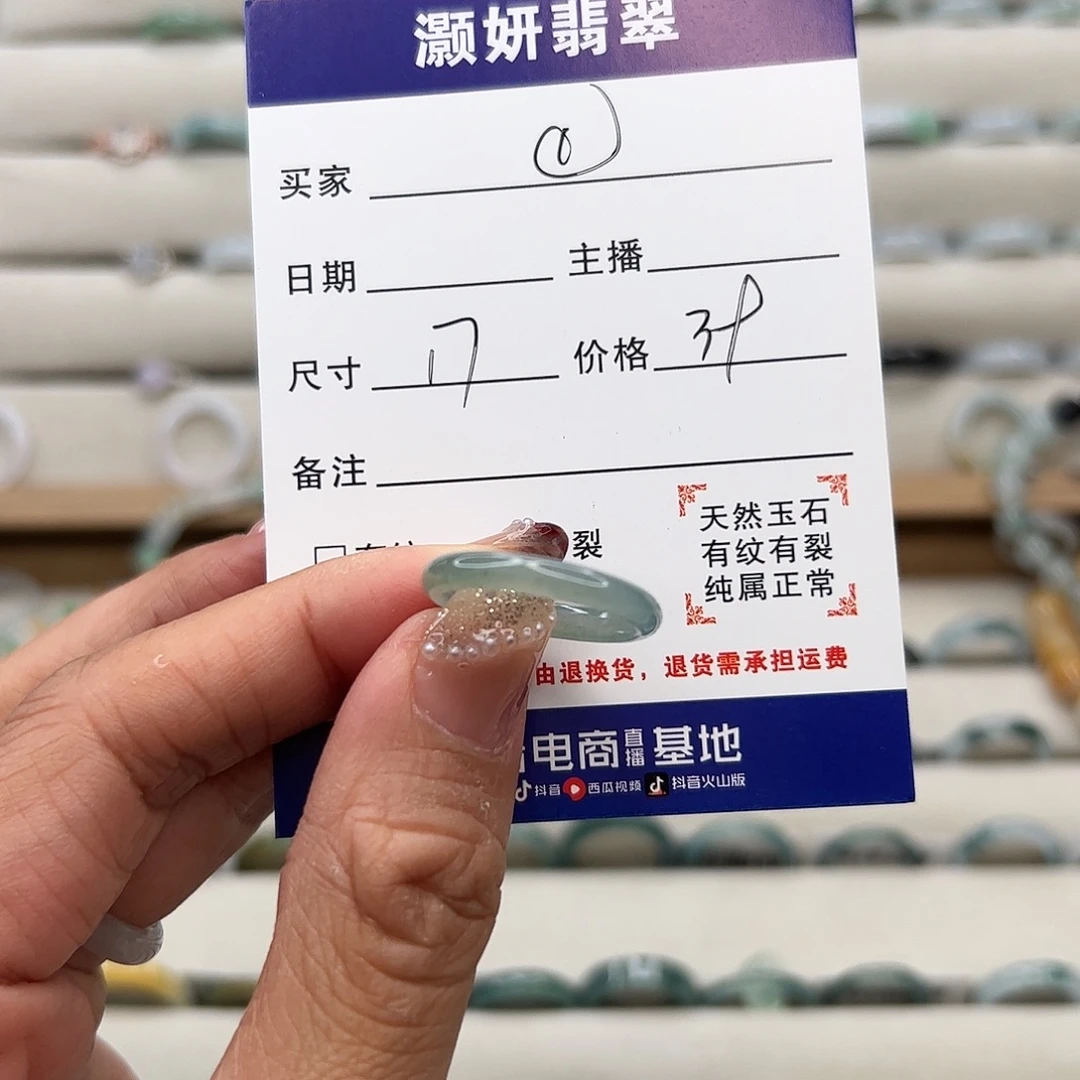 灏妍翡翠
买家 ①
日期 主播
尺寸 17 价格
备注
裂
天然玉石
有纹有裂
纯属正常
由退换货，退货需承担运费
电商直播基地
抖音 西瓜视频 抖音火山版